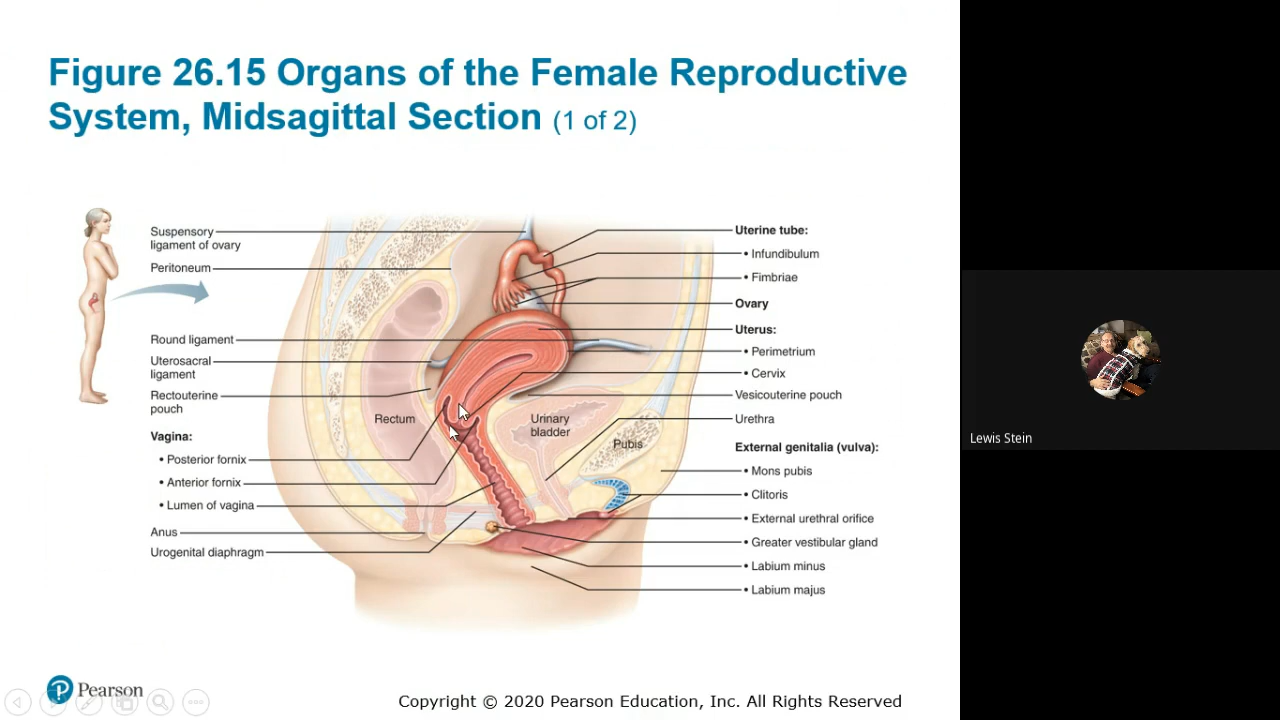 Figure 26.15 Organs of the Female Reproductive
System, Midsagittal Section (1 of 2)
Suspensory
ligament of ovary
Peritoneum
Round ligament
Uterosacral
ligament
Rectouterine
pouch
Vagina:
• Posterior fornix
• Anterior fornix
• Lumen of vagina
Anus
Urogenital diaphragm
Rectum
Urinary
bladder
Pubis
Uterine tube:
• Infundibulum
• Fimbriae
Ovary
Uterus:
• Perimetrium
• Cervix
Vesicouterine pouch
Urethra
External genitalia (vulva):
• Mons pubis
• Clitoris
• External urethral orifice
• Greater vestibular gland
• Labium minus
• Labium majus
Lewis Stein
P Pearson
Copyright © 2020 Pearson Education, Inc. All Rights Reserved